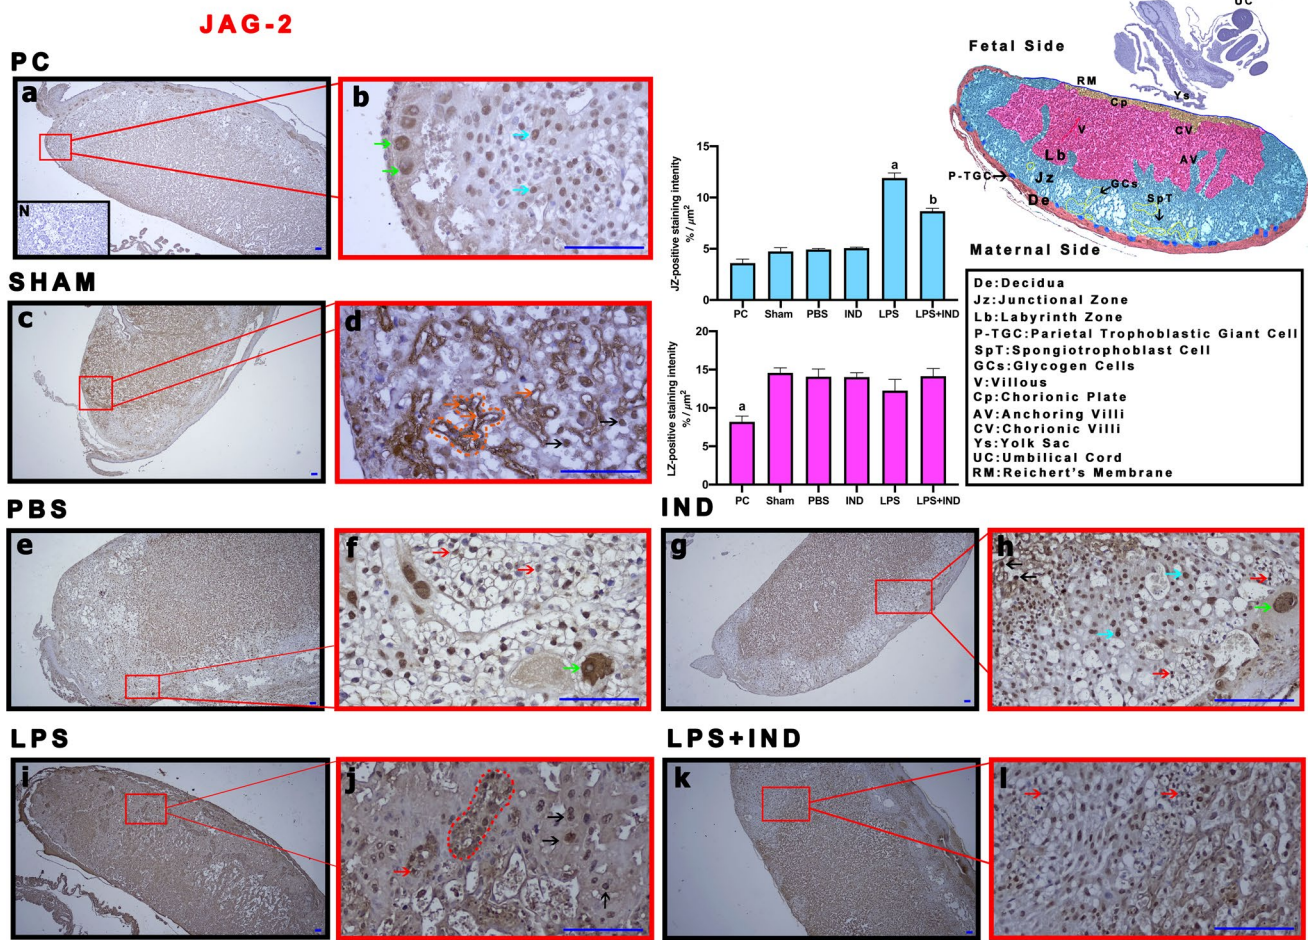 JAG-2
PC
a
N
b
SHAM
c
d
PBS
e
f
IND
g
h
LPS
i
j
LPS+IND
k
l
JZ-positive staining intenity
% / µm²
15
10
5
0
a
b
PC Sham PBS IND LPS LPS+IND
LZ-positive staining intenity
% / µm²
20
15
10
5
0
a
PC Sham PBS IND LPS LPS+IND
UC
Fetal Side
RM
Ys
Cp
V
CV
Lb
AV
P-TGC
Jz
GCs
SpT
De
Maternal Side
De:Decidua
Jz:Junctional Zone
Lb:Labyrinth Zone
P-TGC:Parietal Trophoblastic Giant Cell
SpT:Spongiotrophoblast Cell
GCs:Glycogen Cells
V:Villous
Cp:Chorionic Plate
AV:Anchoring Villi
CV:Chorionic Villi
Ys:Yolk Sac
UC:Umbilical Cord
RM:Reichert's Membrane